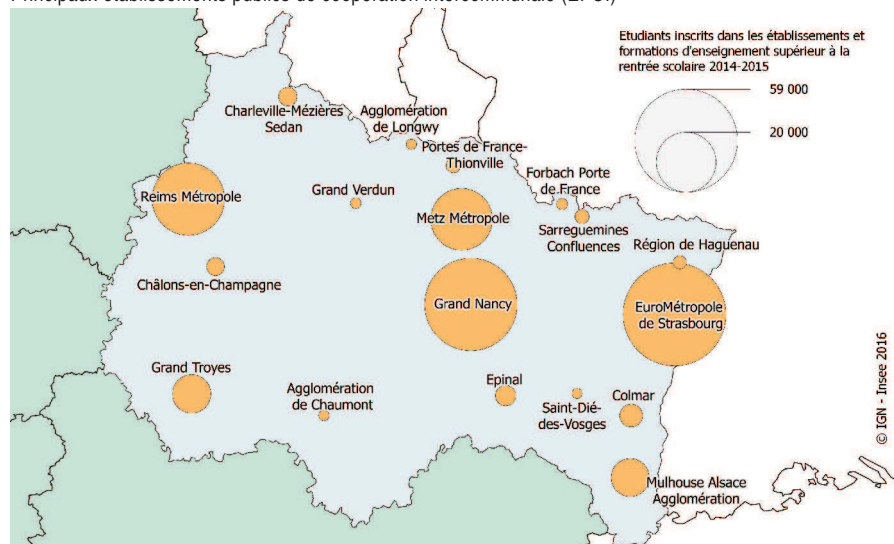 Etudiants inscrits dans les établissements et
formations d'enseignement supérieur à la
rentrée scolaire 2014-2015
59 000
20 000
Charleville-Mézières
Sedan
Agglomération
de Longwy
Portes de France-
Thionville
Forbach Porte
de France
Reims Métropole
Grand Verdun
Metz Métropole
Sarreguemines
Confluences
Région de Haguenau
Châlons-en-Champagne
Grand Nancy
EuroMétropole
de Strasbourg
Grand Troyes
Agglomération
de Chaumont
Epinal
Saint-Dié-
des-Vosges
Colmar
Mulhouse Alsace
Agglomération
© IGN - Insee 2016